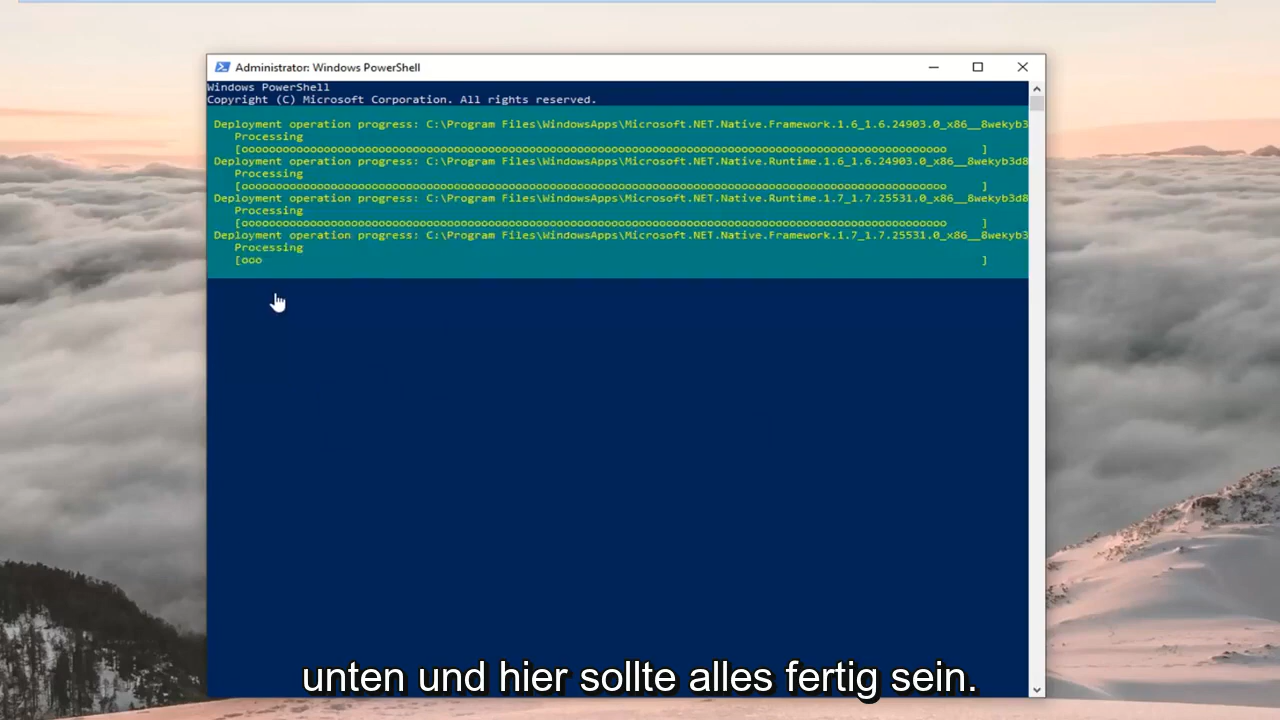 Administrator: Windows PowerShell
Windows PowerShell
Copyright (C) Microsoft Corporation. All rights reserved.
Deployment operation progress: C:\Program Files\WindowsApps\Microsoft.NET.Native.Framework.1.6_1.6.24903.0_x86__8wekyb3
Processing
[oooooooooooooooooooooooooooooooooooooooooooooooooooooooooooooooooooooooooooooooooooooooooooooooooooooooo ]
Deployment operation progress: C:\Program Files\WindowsApps\Microsoft.NET.Native.Runtime.1.6_1.6.24903.0_x86__8wekyb3d8
Processing
[oooooooooooooooooooooooooooooooooooooooooooooooooooooooooooooooooooooooooooooooooooooooooooooooooooooooo ]
Deployment operation progress: C:\Program Files\WindowsApps\Microsoft.NET.Native.Runtime.1.7_1.7.25531.0_x86__8wekyb3d8
Processing
[oooooooooooooooooooooooooooooooooooooooooooooooooooooooooooooooooooooooooooooooooooooooooooooooooooooooo ]
Deployment operation progress: C:\Program Files\WindowsApps\Microsoft.NET.Native.Framework.1.7_1.7.25531.0_x86__8wekyb3
Processing
[ooo ]
unten und hier sollte alles fertig sein.